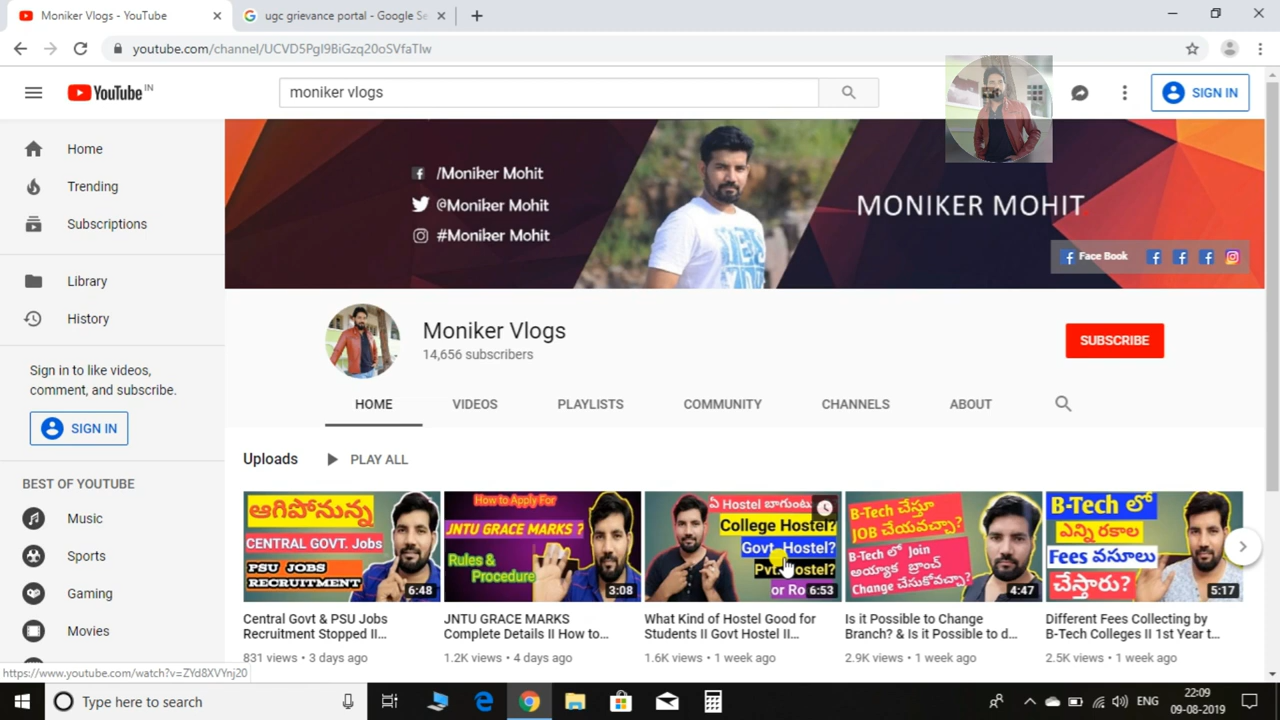 Moniker Vlogs - YouTube
ugc grievance portal - Google Se
youtube.com/channel/UCVD5PgI9BiGzq20oSVfaTIw
YouTube IN
moniker vlogs
SIGN IN
Home
Trending
Subscriptions
Library
History
Sign in to like videos,
comment, and subscribe.
SIGN IN
BEST OF YOUTUBE
Music
Sports
Gaming
Movies
/Moniker Mohit
@Moniker Mohit
#Moniker Mohit
MONIKER MOHIT
Face Book
Moniker Vlogs
14,656 subscribers
SUBSCRIBE
HOME
VIDEOS
PLAYLISTS
COMMUNITY
CHANNELS
ABOUT
Uploads
PLAY ALL
ఆగిపోనున్న
CENTRAL GOVT. Jobs
PSU JOBS
RECRUITMENT
6:48
Central Govt & PSU Jobs
Recruitment Stopped II...
831 views • 3 days ago
How to Apply For
JNTU GRACE MARKS ?
Rules &
Procedure
3:08
JNTU GRACE MARKS
Complete Details II How to...
1.2K views • 4 days ago
ఏ Hostel బాగుంటు
College Hostel?
Govt. Hostel?
Pvt. Hostel?
or Ro
6:53
What Kind of Hostel Good for
Students II Govt Hostel II...
1.6K views • 1 week ago
B-Tech చేస్తూ
JOB చేయవచ్చా?
B-Tech లో Join
అయ్యాక బ్రాంచ్
Change చేసుకోవచ్చా?
4:47
Is it Possible to Change
Branch? & Is it Possible to d...
2.9K views • 1 week ago
B-Tech లో
ఎన్ని రకాల
Fees వసూలు
చేస్తారు?
5:17
Different Fees Collecting by
B-Tech Colleges II 1st Year t...
2.5K views • 1 week ago
https://www.youtube.com/watch?v=ZYd8XVYnj20
Type here to search
ENG
22:09
09-08-2019